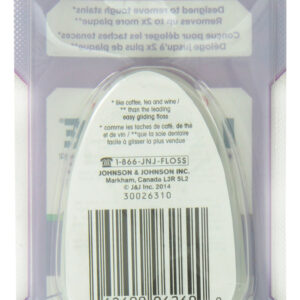 Designed to remove tough stains*
Removes up to 2x more plaque**
Conçue pour déloger les taches tenaces*
Déloge jusqu'à 2x plus de plaque**
* like coffee, tea and wine /
** than the leading
easy gliding floss
* comme les taches de café, de thé
et de vin / ** que la soie dentaire
facile à glisser la plus vendue
1-866-JNJ-FLOSS
JOHNSON & JOHNSON INC.
Markham, Canada L3R 5L2
© J&J Inc. 2014
30026310